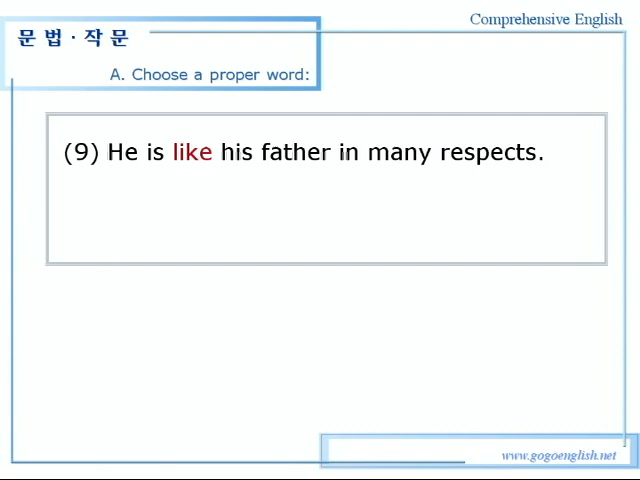 Comprehensive English
문 법 · 작 문
A. Choose a proper word:
(9) He is like his father in many respects.
www.gogoenglish.net